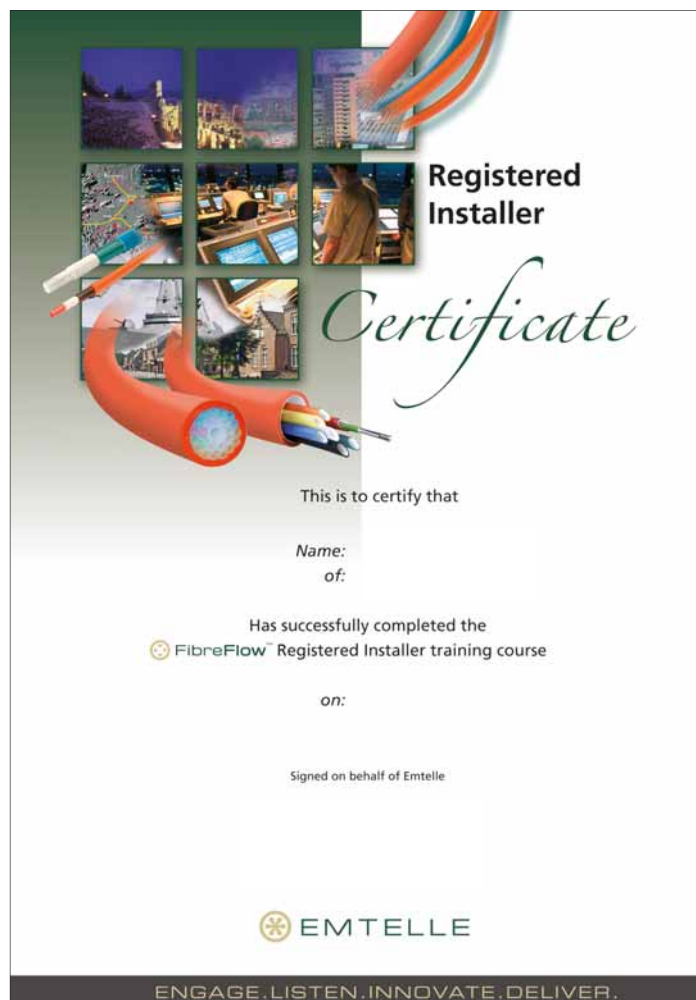 Registered
Installer
Certificate
This is to certify that
Name:
of:
Has successfully completed the
FibreFlow™ Registered Installer training course
on:
Signed on behalf of Emtelle
EMTELLE
ENGAGE.LISTEN.INNOVATE.DELIVER.